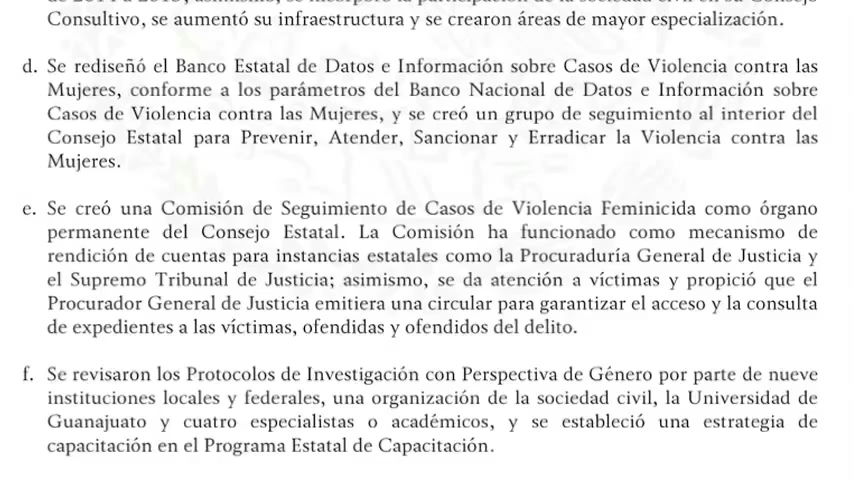 Consultivo, se aumentó su infraestructura y se crearon áreas de mayor especialización.
d. Se rediseñó el Banco Estatal de Datos e Información sobre Casos de Violencia contra las
Mujeres, conforme a los parámetros del Banco Nacional de Datos e Información sobre
Casos de Violencia contra las Mujeres, y se creó un grupo de seguimiento al interior del
Consejo Estatal para Prevenir, Atender, Sancionar y Erradicar la Violencia contra las
Mujeres.
e. Se creó una Comisión de Seguimiento de Casos de Violencia Feminicida como órgano
permanente del Consejo Estatal. La Comisión ha funcionado como mecanismo de
rendición de cuentas para instancias estatales como la Procuraduría General de Justicia y
el Supremo Tribunal de Justicia; asimismo, se da atención a víctimas y propició que el
Procurador General de Justicia emitiera una circular para garantizar el acceso y la consulta
de expedientes a las víctimas, ofendidas y ofendidos del delito.
f. Se revisaron los Protocolos de Investigación con Perspectiva de Género por parte de nueve
instituciones locales y federales, una organización de la sociedad civil, la Universidad de
Guanajuato y cuatro especialistas o académicos, y se estableció una estrategia de
capacitación en el Programa Estatal de Capacitación.